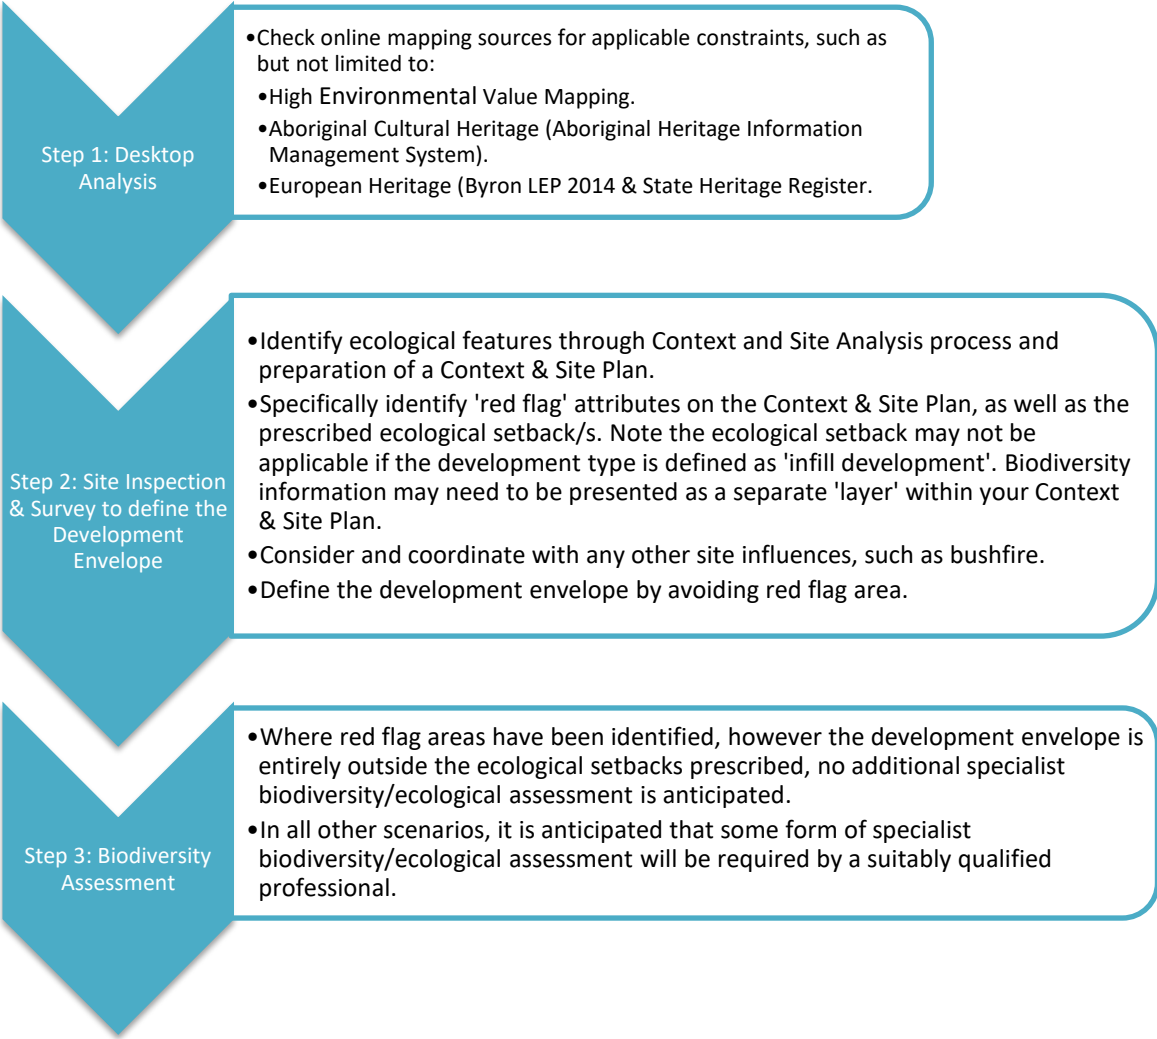 Step 1: Desktop
Analysis
•Check online mapping sources for applicable constraints, such as
but not limited to:
•High Environmental Value Mapping.
•Aboriginal Cultural Heritage (Aboriginal Heritage Information
Management System).
•European Heritage (Byron LEP 2014 & State Heritage Register.
Step 2: Site Inspection
& Survey to define the
Development
Envelope
•Identify ecological features through Context and Site Analysis process and
preparation of a Context & Site Plan.
•Specifically identify 'red flag' attributes on the Context & Site Plan, as well as the
prescribed ecological setback/s. Note the ecological setback may not be
applicable if the development type is defined as 'infill development'. Biodiversity
information may need to be presented as a separate 'layer' within your Context
& Site Plan.
•Consider and coordinate with any other site influences, such as bushfire.
•Define the development envelope by avoiding red flag area.
Step 3: Biodiversity
Assessment
•Where red flag areas have been identified, however the development envelope is
entirely outside the ecological setbacks prescribed, no additional specialist
biodiversity/ecological assessment is anticipated.
•In all other scenarios, it is anticipated that some form of specialist
biodiversity/ecological assessment will be required by a suitably qualified
professional.